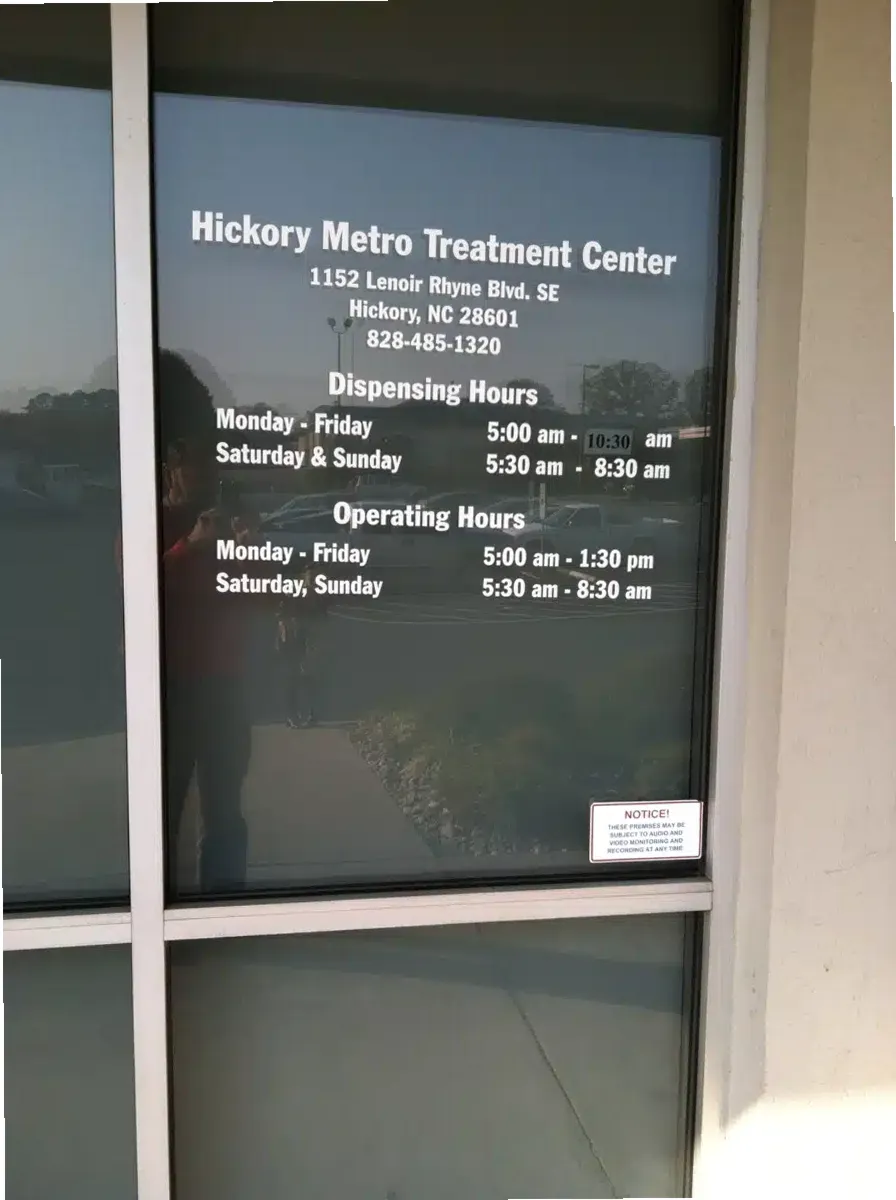 Hickory Metro Treatment Center
1152 Lenoir Rhyne Blvd. SE
Hickory, NC 28601
828-485-1320
Dispensing Hours
Monday - Friday 5:00 am - 10:30 am
Saturday & Sunday 5:30 am - 8:30 am
Operating Hours
Monday - Friday 5:00 am - 1:30 pm
Saturday, Sunday 5:30 am - 8:30 am
NOTICE!
THESE PREMISES MAY BE
SUBJECT TO AUDIO AND
VIDEO MONITORING AND
RECORDING AT ANY TIME